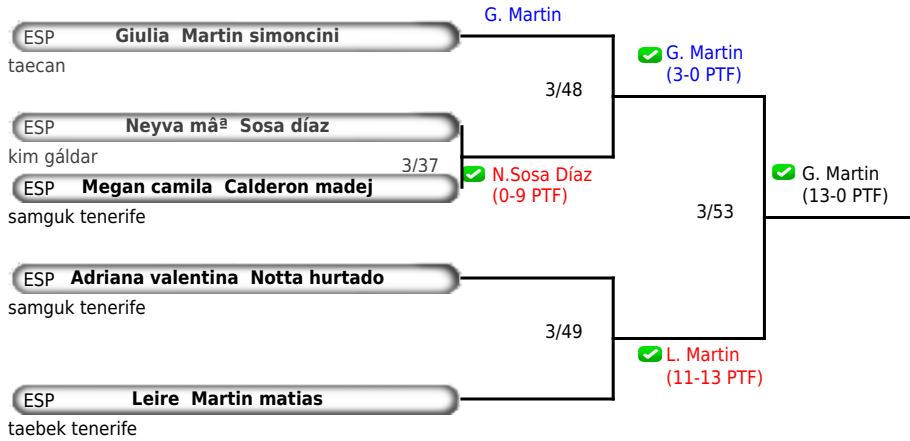 G. Martin
ESP Giulia Martin simoncini
taecan
G. Martin
(3-0 PTF)
3/48
ESP Neyva mâª Sosa díaz
kim gáldar
3/37
N.Sosa Díaz
(0-9 PTF)
ESP Megan camila Calderon madej
samguk tenerife
G. Martin
(13-0 PTF)
3/53
ESP Adriana valentina Notta hurtado
samguk tenerife
3/49
L. Martin
(11-13 PTF)
ESP Leire Martin matias
taebek tenerife